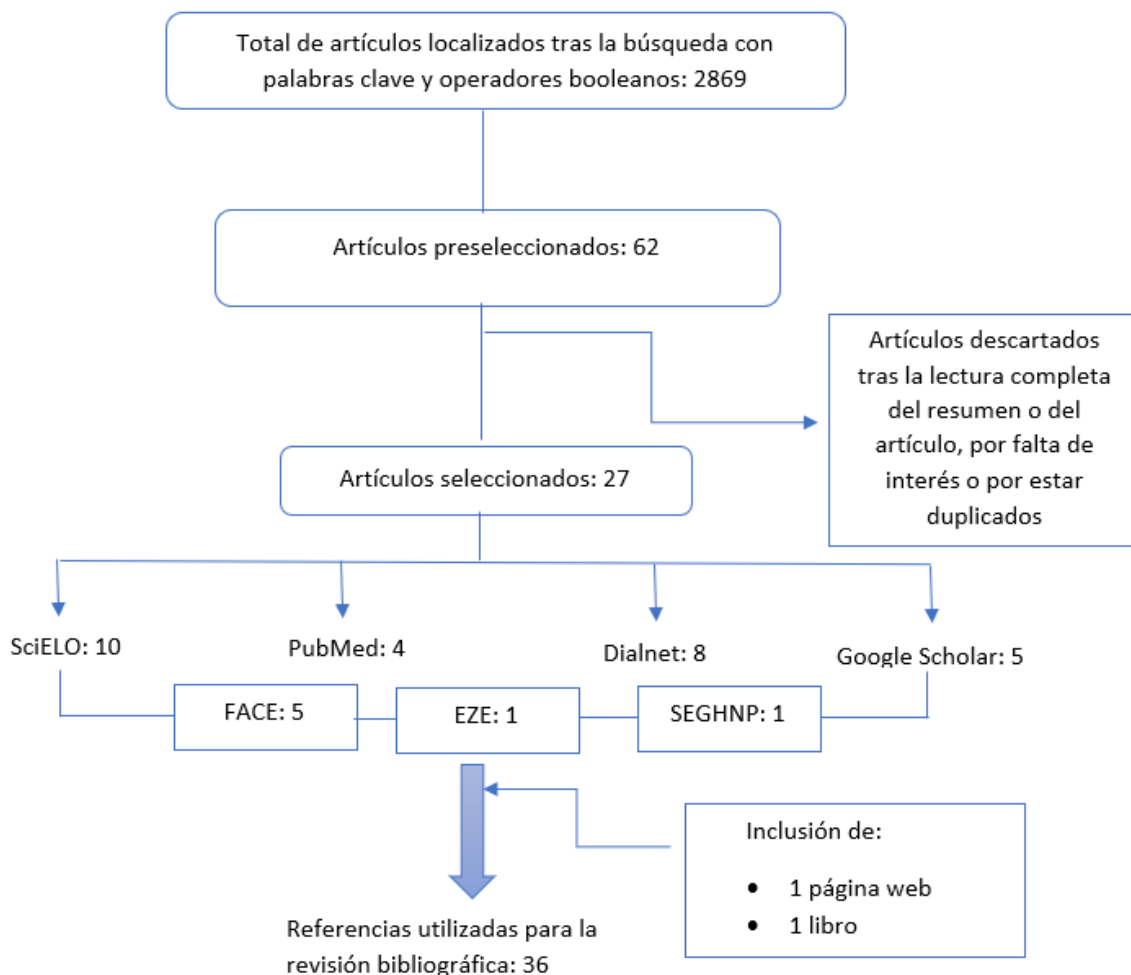 Total de artículos localizados tras la búsqueda con
palabras clave y operadores booleanos: 2869
Artículos preseleccionados: 62
Artículos descartados
tras la lectura completa
del resumen o del
artículo, por falta de
interés o por estar
duplicados
Artículos seleccionados: 27
SciELO: 10
PubMed: 4
Dialnet: 8
Google Scholar: 5
FACE: 5
EZE: 1
SEGHNP: 1
Inclusión de:
• 1 página web
• 1 libro
Referencias utilizadas para la
revisión bibliográfica: 36